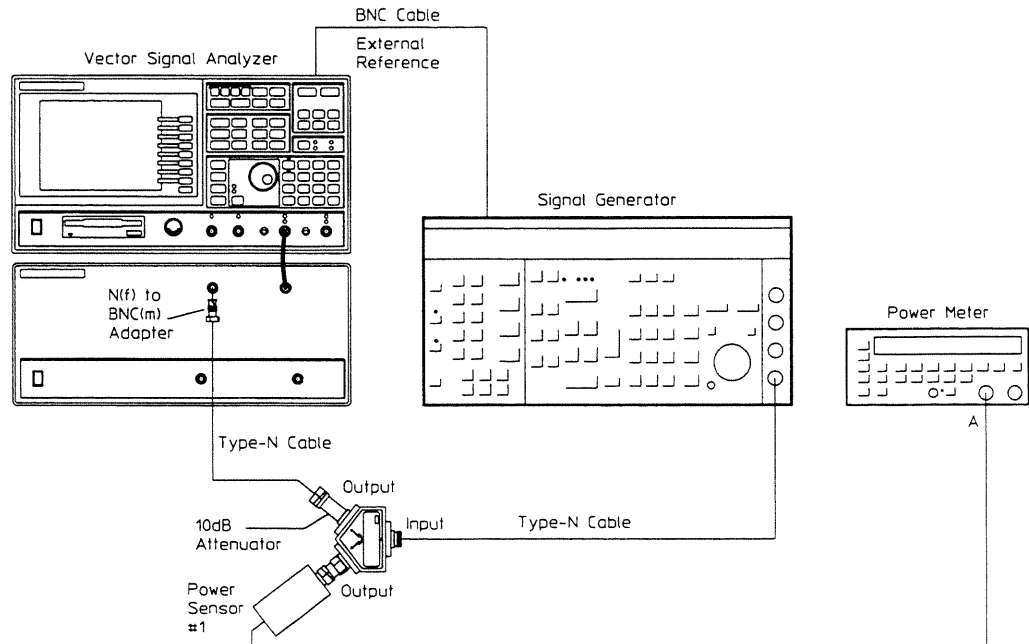 BNC Cable
External
Reference
Vector Signal Analyzer
Signal Generator
N(f) to
BNC(m)
Adapter
Power Meter
A
Type-N Cable
Output
10dB
Attenuator
Input
Type-N Cable
Output
Power
Sensor
#1